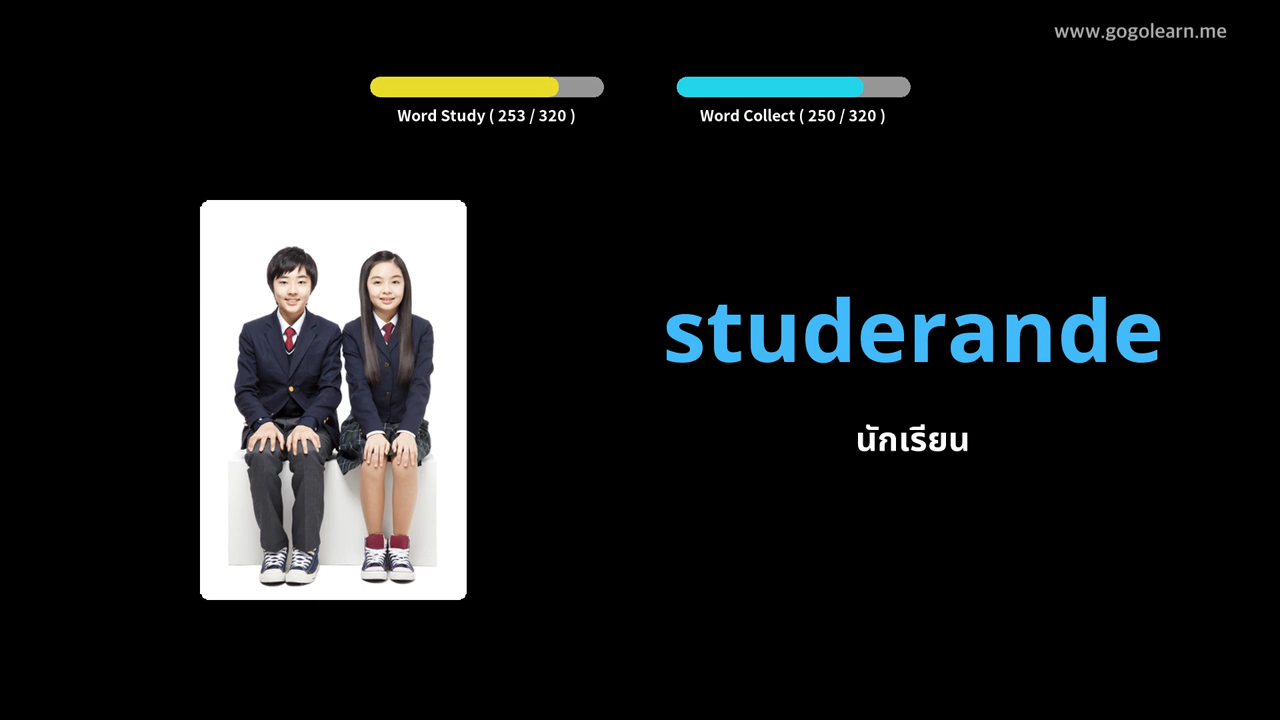 www.gogolearn.me
Word Study ( 253 / 320 )
Word Collect ( 250 / 320 )
studerande
นักเรียน